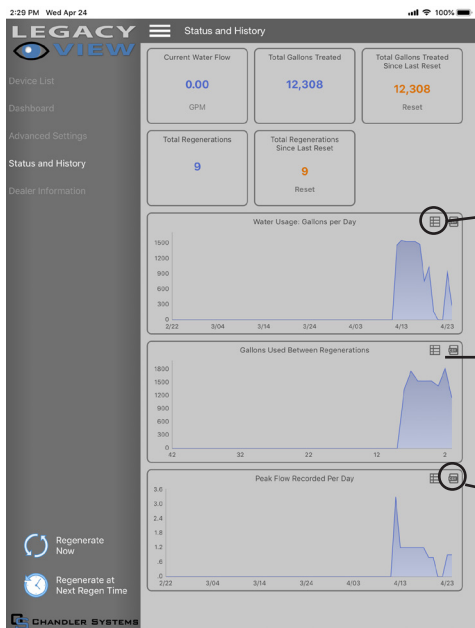 2:29 PM Wed Apr 24
100%
LEGACY
VIEW
Device List
Dashboard
Advanced Settings
Status and History
Dealer Information
Regenerate
Now
Regenerate at
Next Regen Time
CHANDLER SYSTEMS
Status and History
Current Water Flow
0.00
GPM
Total Gallons Treated
12,308
Total Gallons Treated
Since Last Reset
12,308
Reset
Total Regenerations
9
Total Regenerations
Since Last Reset
9
Reset
Water Usage: Gallons per Day
1500
1200
900
600
300
0
2/22 3/04 3/14 3/24 4/03 4/13 4/23
Gallons Used Between Regenerations
1800
1500
1200
900
600
300
0
42 32 22 12 2
Peak Flow Recorded Per Day
3.6
3.0
2.4
1.8
1.2
.6
.0
2/22 3/04 3/14 3/24 4/03 4/13 4/23